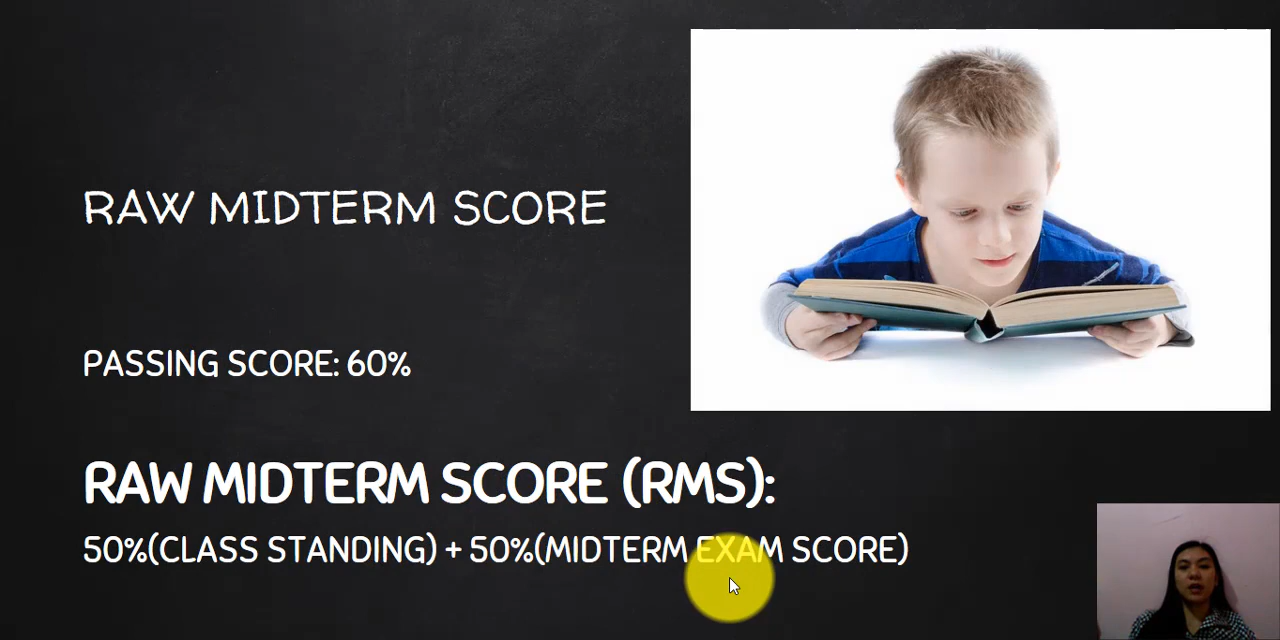 RAW MIDTERM SCORE
PASSING SCORE: 60%
RAW MIDTERM SCORE (RMS):
50%(CLASS STANDING) + 50%(MIDTERM EXAM SCORE)